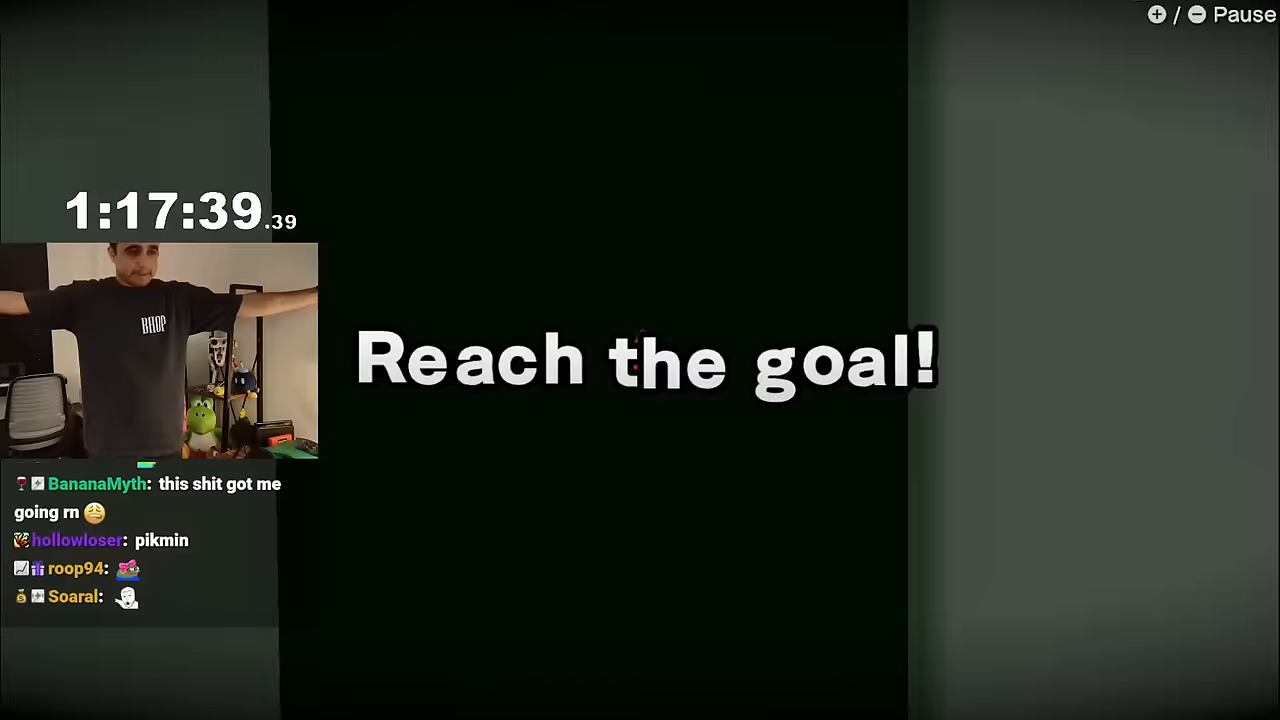 + / - Pause
1:17:39.39
BHOP
Reach the goal!
BananaMyth: this shit got me
going rn 😩
hollowloser: pikmin
roop94:
Soaral: